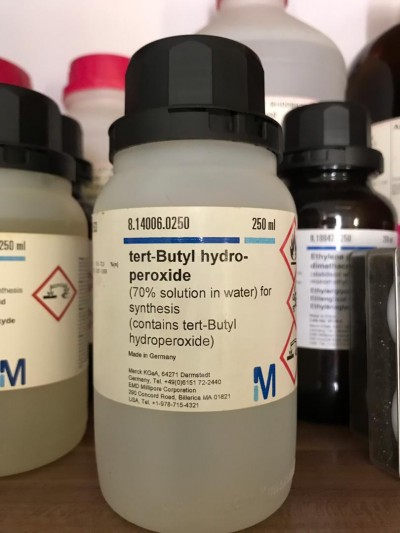 8.14006.0250 250 ml
tert-Butyl hydro-
peroxide
(70% solution in water) for
synthesis
(contains tert-Butyl
hydroperoxide)
Made in Germany
Merck KGaA, 64271 Darmstadt
Germany, Tel. +49(0)6151 72-2440
EMD Millipore Corporation
290 Concord Road, Billerica MA 01821
USA, Tel. +1-978-715-4321
M
250 ml
M
Ethylene